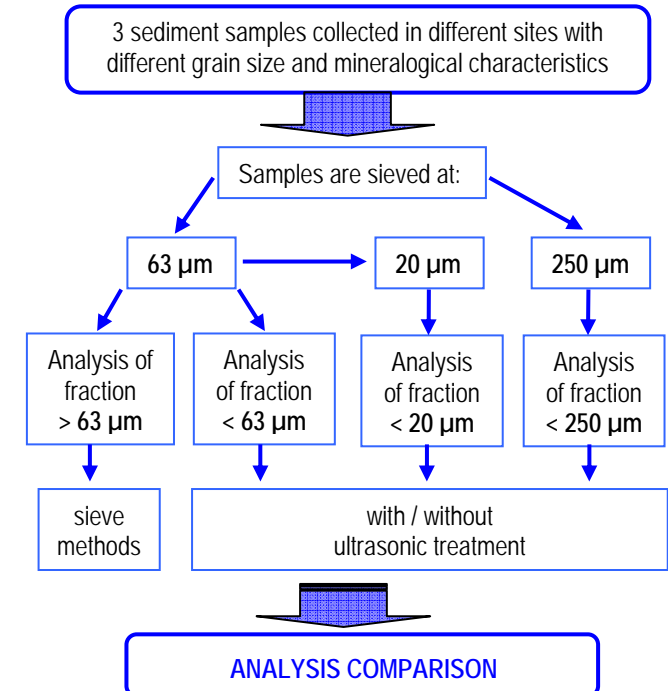 3 sediment samples collected in different sites with
different grain size and mineralogical characteristics
Samples are sieved at:
63 µm
20 µm
250 µm
Analysis of
fraction
> 63 µm
Analysis
of fraction
< 63 µm
Analysis
of fraction
< 20 µm
Analysis
of fraction
< 250 µm
sieve
methods
with / without
ultrasonic treatment
ANALYSIS COMPARISON